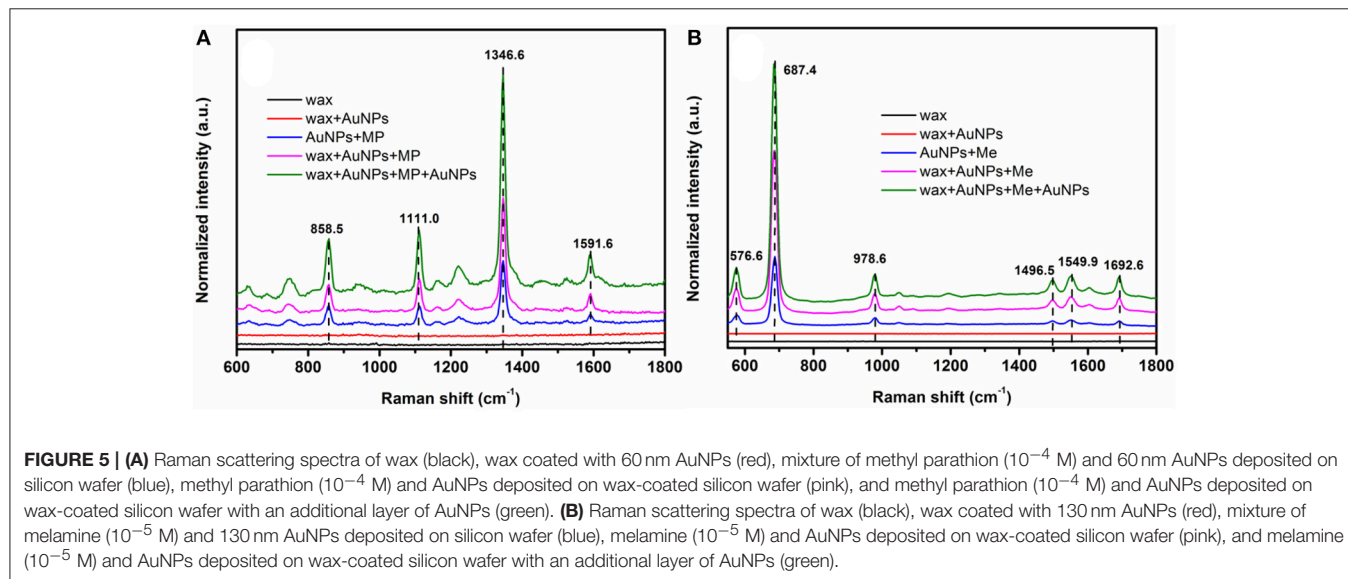 A
1346.6
wax
wax+AuNPs
AuNPs+MP
wax+AuNPs+MP
wax+AuNPs+MP+AuNPs
858.5
1111.0
1591.6
Normalized intensity (a.u.)
600 800 1000 1200 1400 1600 1800
Raman shift (cm⁻¹)
B
687.4
wax
wax+AuNPs
AuNPs+Me
wax+AuNPs+Me
wax+AuNPs+Me+AuNPs
576.6
978.6
1496.5
1549.9
1692.6
Normalized intensity (a.u.)
600 800 1000 1200 1400 1600 1800
Raman shift (cm⁻¹)
FIGURE 5 | (A) Raman scattering spectra of wax (black), wax coated with 60 nm AuNPs (red), mixture of methyl parathion (10⁻⁴ M) and 60 nm AuNPs deposited on
silicon wafer (blue), methyl parathion (10⁻⁴ M) and AuNPs deposited on wax-coated silicon wafer (pink), and methyl parathion (10⁻⁴ M) and AuNPs deposited on
wax-coated silicon wafer with an additional layer of AuNPs (green). (B) Raman scattering spectra of wax (black), wax coated with 130 nm AuNPs (red), mixture of
melamine (10⁻⁵ M) and 130 nm AuNPs deposited on silicon wafer (blue), melamine (10⁻⁵ M) and AuNPs deposited on wax-coated silicon wafer (pink), and melamine
(10⁻⁵ M) and AuNPs deposited on wax-coated silicon wafer with an additional layer of AuNPs (green).